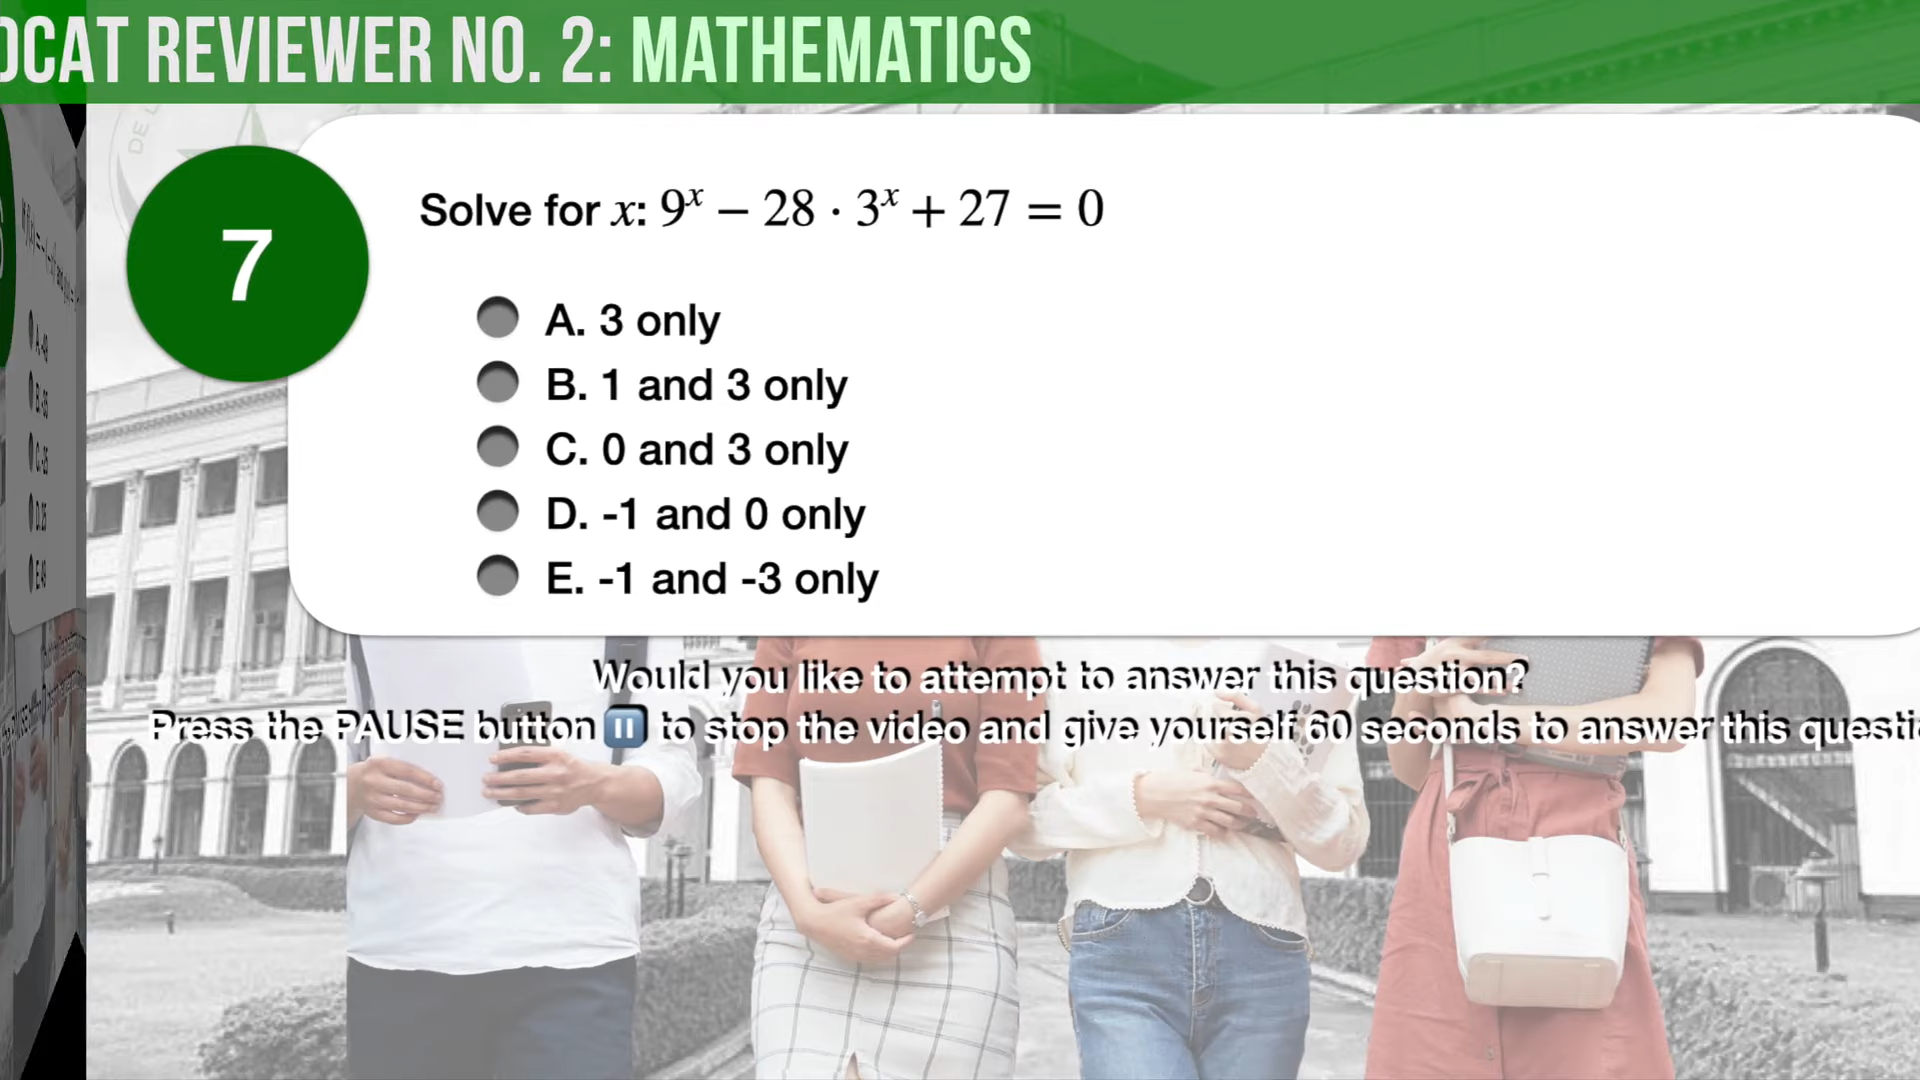 DCAT REVIEWER NO. 2: MATHEMATICS
7
Solve for x: 9ˣ − 28 · 3ˣ + 27 = 0
A. 3 only
B. 1 and 3 only
C. 0 and 3 only
D. -1 and 0 only
E. -1 and -3 only
Would you like to attempt to answer this question?
Press the PAUSE button ⏸ to stop the video and give yourself 60 seconds to answer this questi